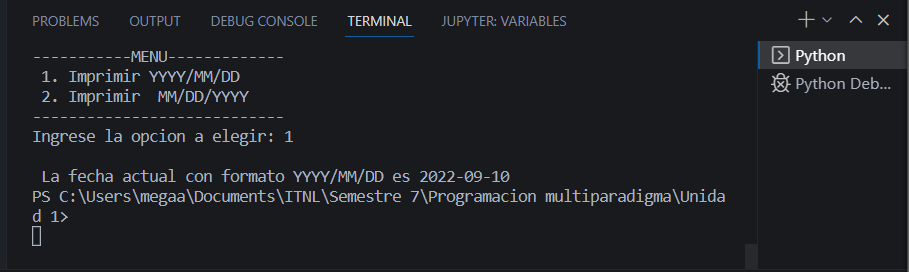 PROBLEMS OUTPUT DEBUG CONSOLE TERMINAL JUPYTER: VARIABLES
-----------MENU-------------
1. Imprimir YYYY/MM/DD
2. Imprimir  MM/DD/YYYY
----------------------------
Ingrese la opcion a elegir: 1
La fecha actual con formato YYYY/MM/DD es 2022-09-10
PS C:\Users\megaa\Documents\ITNL\Semestre 7\Programacion multiparadigma\Unida
d 1>
Python
Python Deb...